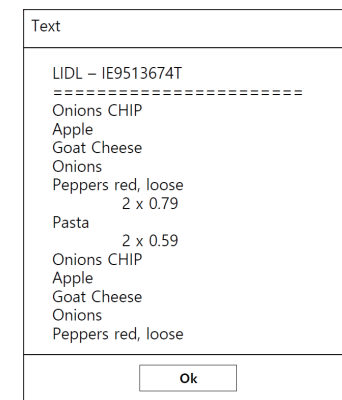 Text
LIDL – IE9513674T
=======================
Onions CHIP
Apple
Goat Cheese
Onions
Peppers red, loose
2 x 0.79
Pasta
2 x 0.59
Onions CHIP
Apple
Goat Cheese
Onions
Peppers red, loose
Ok